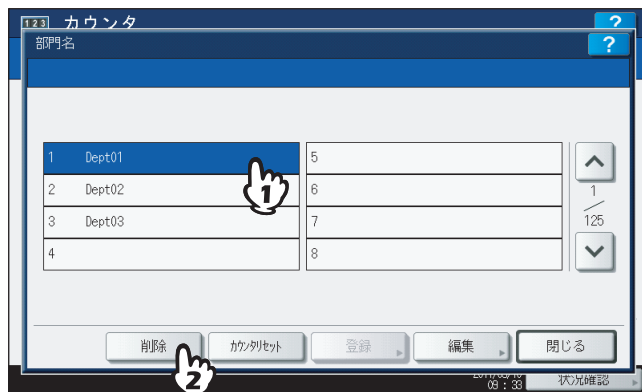 123 カウンタ ?
部門名 ?
1 Dept01 5
2 Dept02 6
3 Dept03 7
4 8
1
125
1
2
削除 カウンタリセット 登録 編集 閉じる
09：33 状況確認